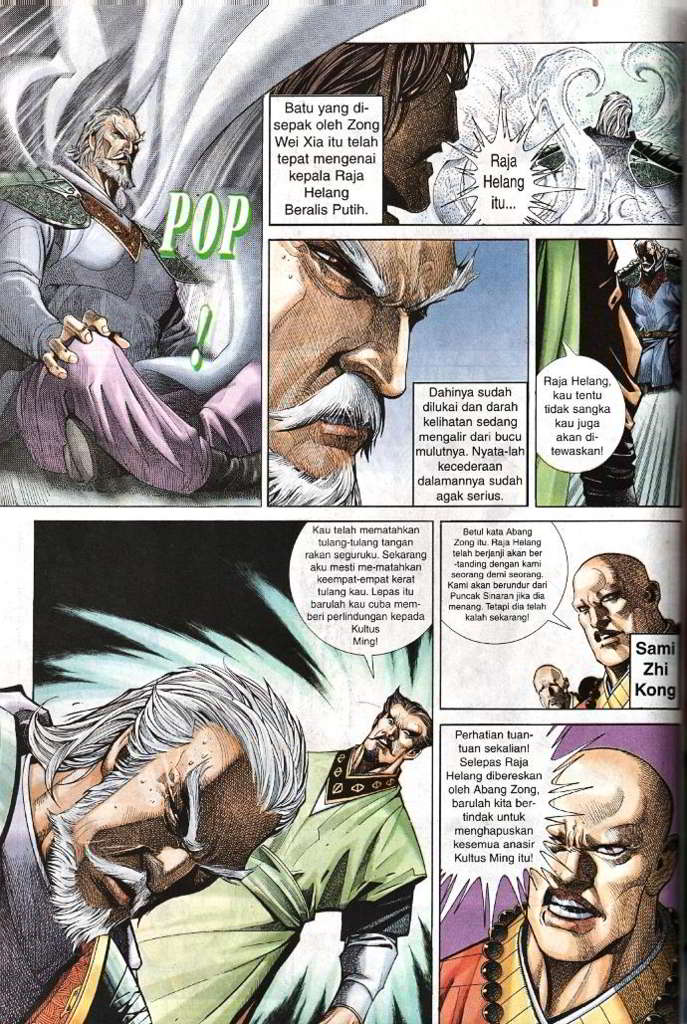 POP
!
Batu yang di-
sepak oleh Zong
Wei Xia itu telah
tepat mengenai
kepala Raja
Helang
Beralis Putih.
Raja
Helang
itu...
Dahinya sudah
dilukai dan darah
kelihatan sedang
mengalir dari bucu
mulutnya. Nyata-lah
kecederaan
dalamannya sudah
agak serius.
Raja Helang,
kau tentu
tidak sangka
kau juga
akan di-
tewaskan!
Kau telah mematahkan
tulang-tulang tangan
rakan seguruku. Sekarang
aku mesti me-matahkan
keempat-empat kerat
tulang kau. Lepas itu
barulah kau cuba mem-
beri perlindungan kepada
Kultus
Ming!
Betul kata Abang
Zong itu. Raja Helang
telah berjanji akan ber
-tanding dengan kami
seorang demi seorang.
Kami akan berundur dari
Puncak Sinaran jika dia
menang. Tetapi dia telah
kalah sekarang!
Sami
Zhi
Kong
Perhatian tuan-
tuan sekalian!
Selepas Raja
Helang dibereskan
oleh Abang Zong,
barulah kita ber-
tindak untuk
menghapuskan
kesemua anasir
Kultus Ming itu!